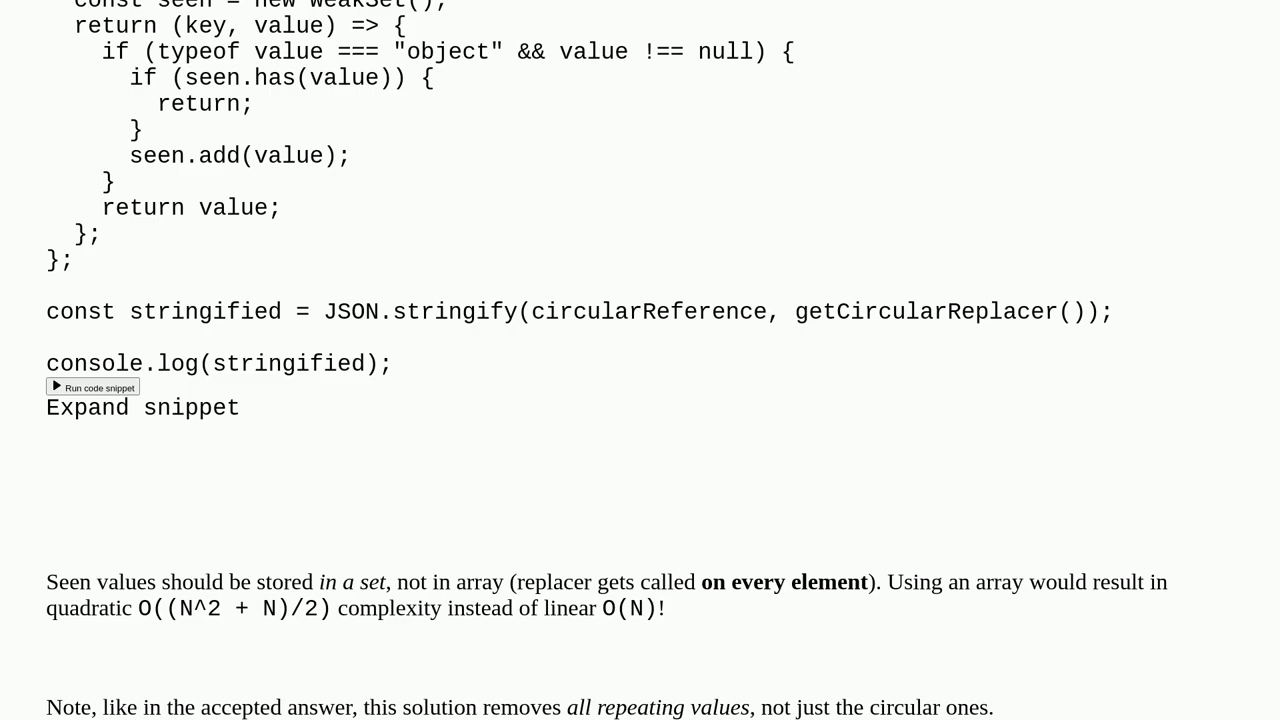 const seen = new WeakSet();
return (key, value) => {
if (typeof value === "object" && value !== null) {
if (seen.has(value)) {
return;
}
seen.add(value);
}
return value;
};
};
const stringified = JSON.stringify(circularReference, getCircularReplacer());
console.log(stringified);
Run code snippet
Expand snippet
Seen values should be stored in a set, not in array (replacer gets called on every element). Using an array would result in
quadratic O((N^2 + N)/2) complexity instead of linear O(N)!
Note, like in the accepted answer, this solution removes all repeating values, not just the circular ones.